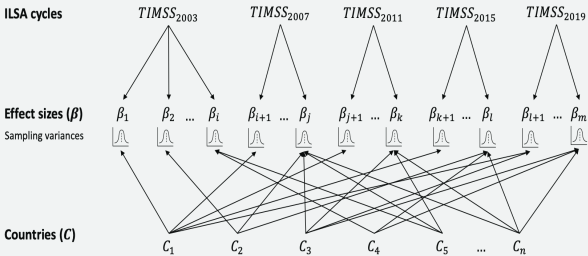 ILSA cycles TIMSS₂₀₀₃ TIMSS₂₀₀₇ TIMSS₂₀₁₁ TIMSS₂₀₁₅ TIMSS₂₀₁₉
Effect sizes (β) β₁ β₂ ... βᵢ βᵢ₊₁ ... βⱼ βⱼ₊₁ ... βₖ βₖ₊₁ ... βₗ βₗ₊₁ ... βₘ
Sampling variances
Countries (C) C₁ C₂ C₃ C₄ C₅ ... Cₙ